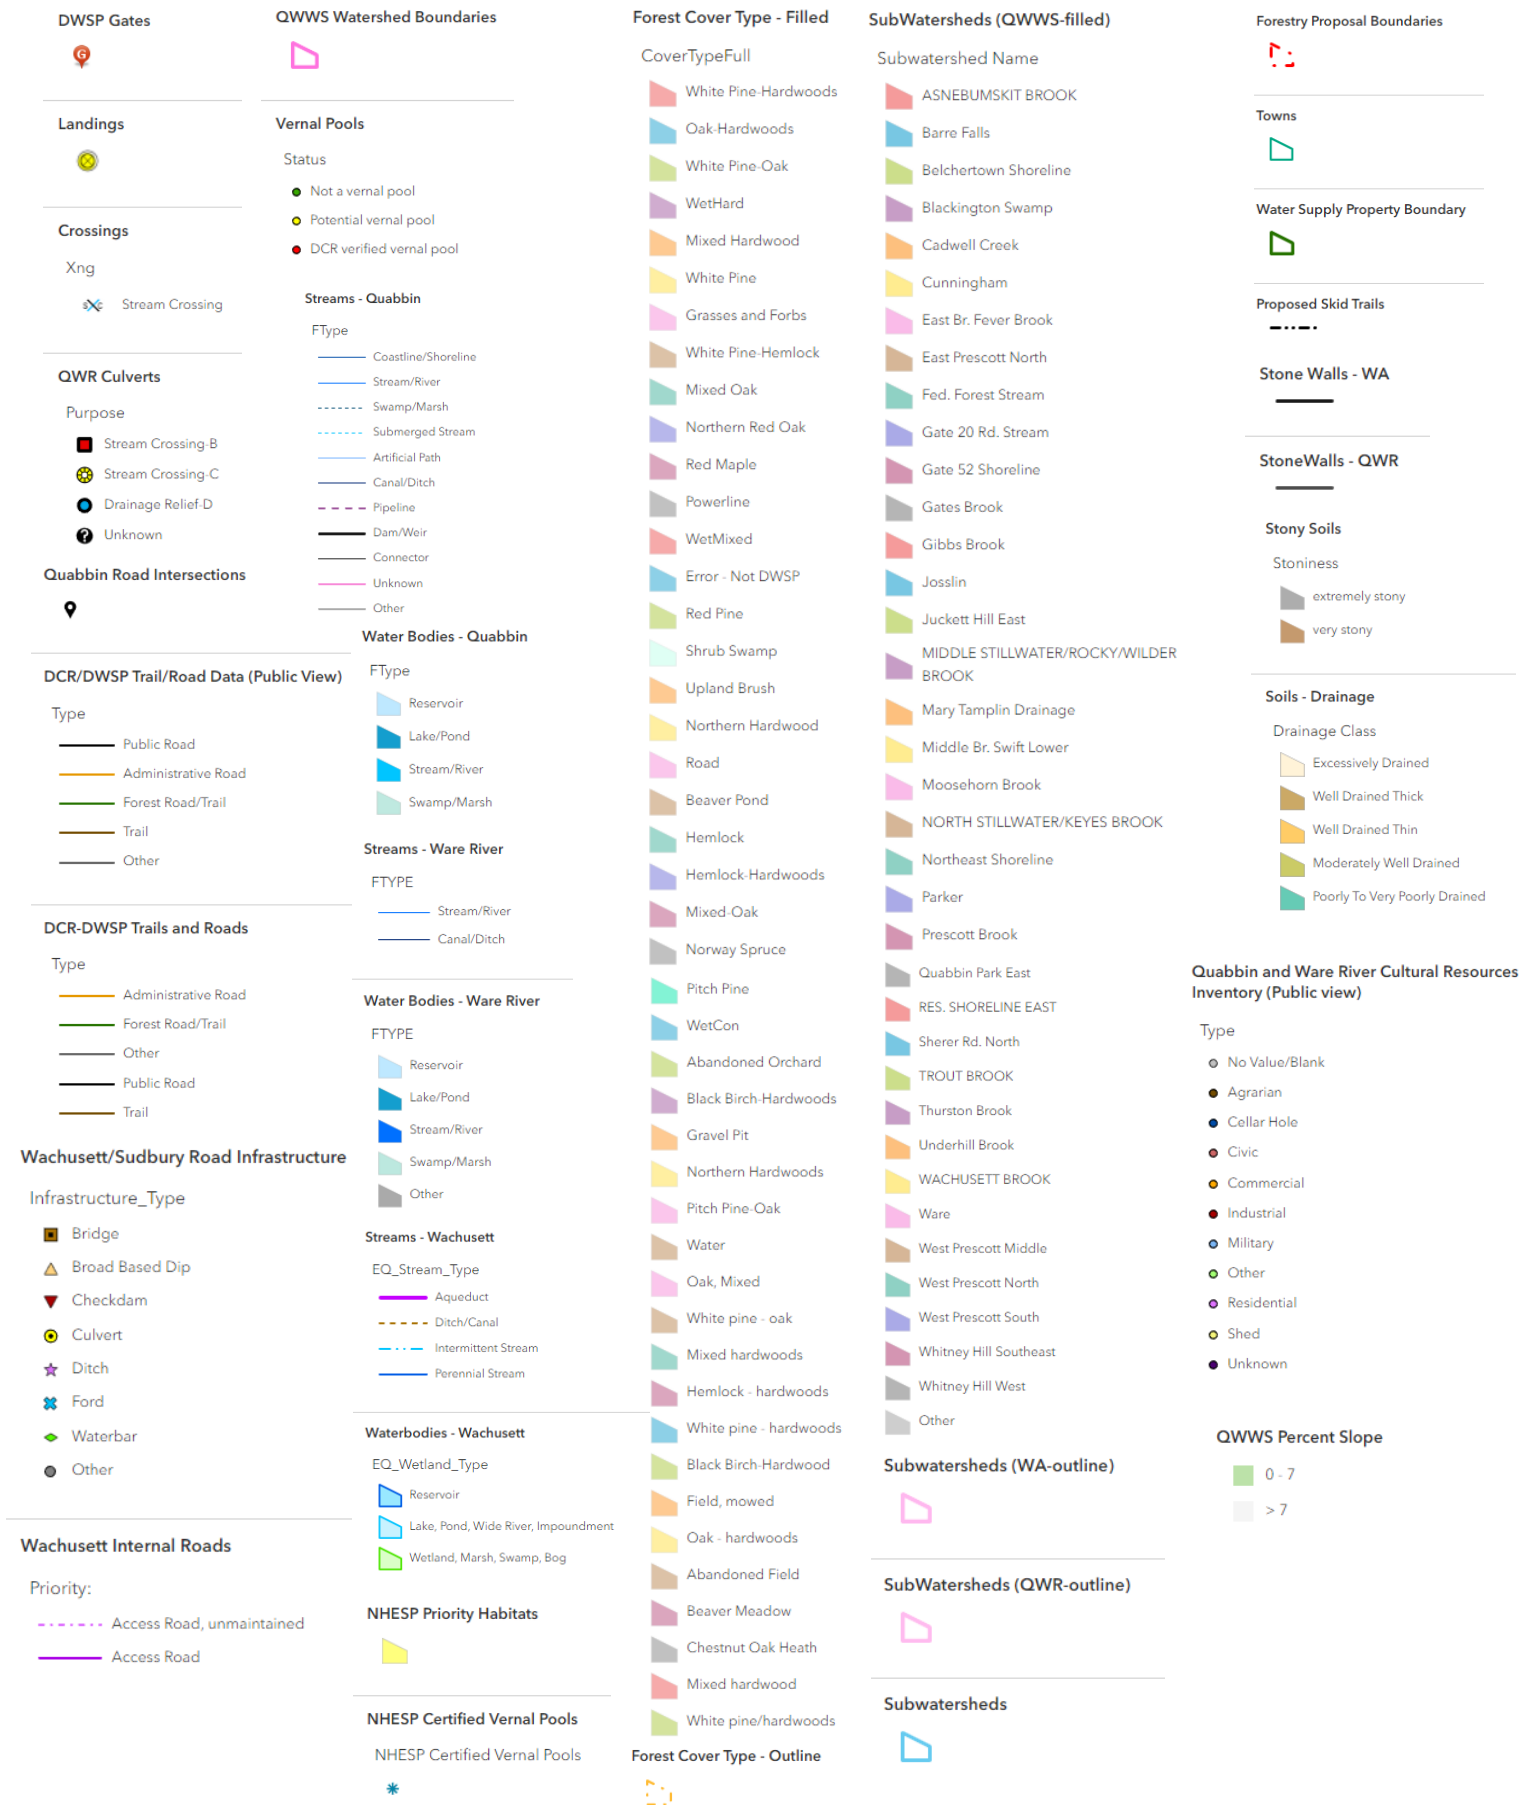 DWSP Gates
G
Landings
Crossings
Xng
Stream Crossing
QWR Culverts
Purpose
Stream Crossing-B
Stream Crossing-C
Drainage Relief-D
?
Unknown
Quabbin Road Intersections
DCR/DWSP Trail/Road Data (Public View)
Type
Public Road
Administrative Road
Forest Road/Trail
Trail
Other
DCR-DWSP Trails and Roads
Type
Administrative Road
Forest Road/Trail
Other
Public Road
Trail
Wachusett/Sudbury Road Infrastructure
Infrastructure_Type
Bridge
Broad Based Dip
Checkdam
Culvert
Ditch
Ford
Waterbar
Other
Wachusett Internal Roads
Priority:
Access Road, unmaintained
Access Road
QWWS Watershed Boundaries
Vernal Pools
Status
Not a vernal pool
Potential vernal pool
DCR verified vernal pool
Streams - Quabbin
FType
Coastline/Shoreline
Stream/River
Swamp/Marsh
Submerged Stream
Artificial Path
Canal/Ditch
Pipeline
Dam/Weir
Connector
Unknown
Other
Water Bodies - Quabbin
FType
Reservoir
Lake/Pond
Stream/River
Swamp/Marsh
Streams - Ware River
FTYPE
Stream/River
Canal/Ditch
Water Bodies - Ware River
FTYPE
Reservoir
Lake/Pond
Stream/River
Swamp/Marsh
Other
Streams - Wachusett
EQ_Stream_Type
Aqueduct
Ditch/Canal
Intermittent Stream
Perennial Stream
Waterbodies - Wachusett
EQ_Wetland_Type
Reservoir
Lake, Pond, Wide River, Impoundment
Wetland, Marsh, Swamp, Bog
NHESP Priority Habitats
NHESP Certified Vernal Pools
NHESP Certified Vernal Pools
Forest Cover Type - Filled
CoverTypeFull
White Pine-Hardwoods
Oak-Hardwoods
White Pine-Oak
WetHard
Mixed Hardwood
White Pine
Grasses and Forbs
White Pine-Hemlock
Mixed Oak
Northern Red Oak
Red Maple
Powerline
WetMixed
Error - Not DWSP
Red Pine
Shrub Swamp
Upland Brush
Northern Hardwood
Road
Beaver Pond
Hemlock
Hemlock-Hardwoods
Mixed-Oak
Norway Spruce
Pitch Pine
WetCon
Abandoned Orchard
Black Birch-Hardwoods
Gravel Pit
Northern Hardwoods
Pitch Pine-Oak
Water
Oak, Mixed
White pine - oak
Mixed hardwoods
Hemlock - hardwoods
White pine - hardwoods
Black Birch-Hardwood
Field, mowed
Oak - hardwoods
Abandoned Field
Beaver Meadow
Chestnut Oak Heath
Mixed hardwood
White pine/hardwoods
Forest Cover Type - Outline
SubWatersheds (QWWS-filled)
Subwatershed Name
ASNEBUMSKIT BROOK
Barre Falls
Belchertown Shoreline
Blackington Swamp
Cadwell Creek
Cunningham
East Br. Fever Brook
East Prescott North
Fed. Forest Stream
Gate 20 Rd. Stream
Gate 52 Shoreline
Gates Brook
Gibbs Brook
Josslin
Juckett Hill East
MIDDLE STILLWATER/ROCKY/WILDER
BROOK
Mary Tamplin Drainage
Middle Br. Swift Lower
Moosehorn Brook
NORTH STILLWATER/KEYES BROOK
Northeast Shoreline
Parker
Prescott Brook
Quabbin Park East
RES. SHORELINE EAST
Sherer Rd. North
TROUT BROOK
Thurston Brook
Underhill Brook
WACHUSETT BROOK
Ware
West Prescott Middle
West Prescott North
West Prescott South
Whitney Hill Southeast
Whitney Hill West
Other
Subwatersheds (WA-outline)
SubWatersheds (QWR-outline)
Subwatersheds
Forestry Proposal Boundaries
Towns
Water Supply Property Boundary
Proposed Skid Trails
Stone Walls - WA
StoneWalls - QWR
Stony Soils
Stoniness
extremely stony
very stony
Soils - Drainage
Drainage Class
Excessively Drained
Well Drained Thick
Well Drained Thin
Moderately Well Drained
Poorly To Very Poorly Drained
Quabbin and Ware River Cultural Resources
Inventory (Public view)
Type
No Value/Blank
Agrarian
Cellar Hole
Civic
Commercial
Industrial
Military
Other
Residential
Shed
Unknown
QWWS Percent Slope
0 - 7
> 7